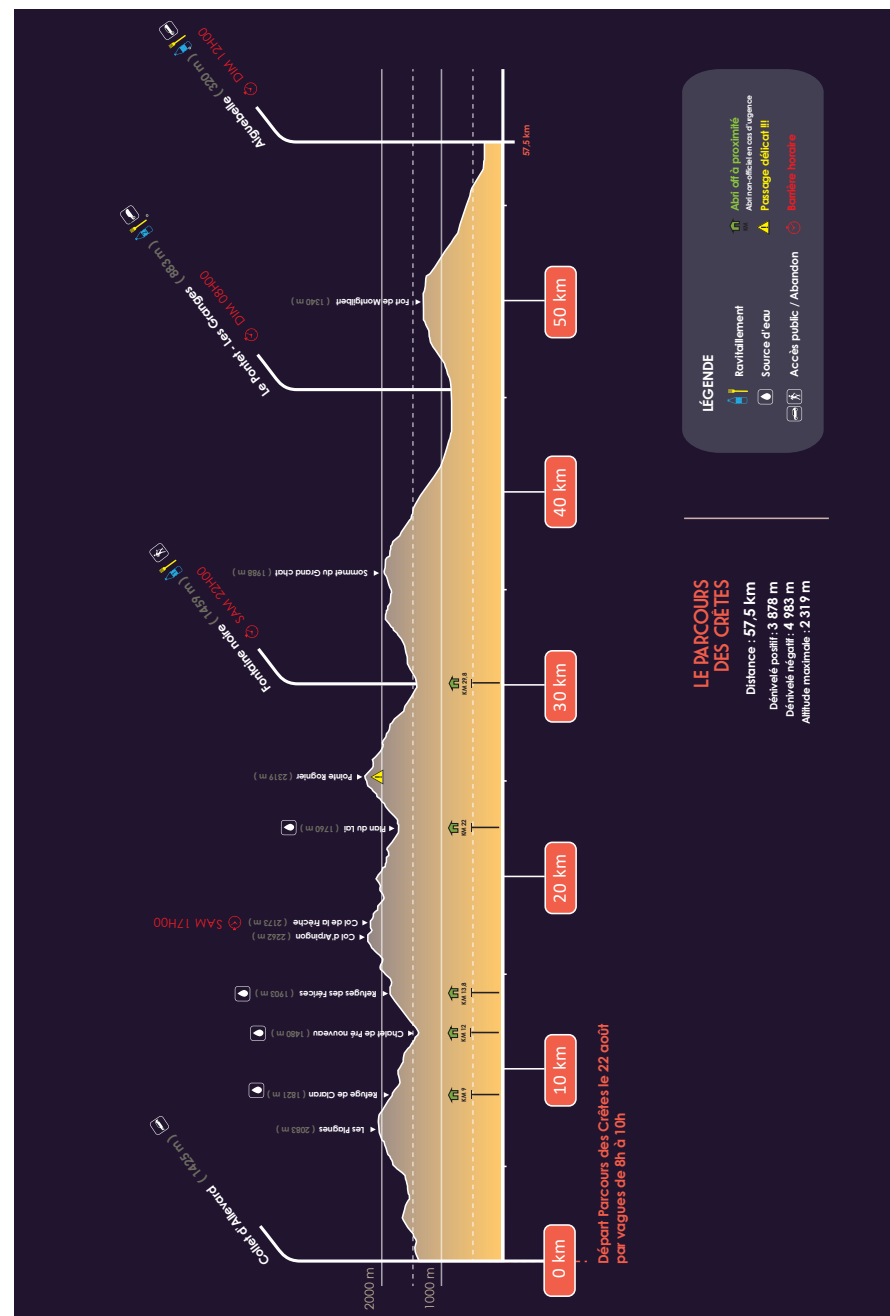 Collet d'Allevard ( 1425 m )
Fontaine noire ( 1459 m )
SAM 22H00
Le Pontet - Les Granges ( 883 m )
DIM 08H00
Aiguebelle ( 320 m )
DIM 12H00
Les Plagnes ( 2083 m )
Refuge de Claran ( 1821 m )
Chalet de Pré nouveau ( 1480 m )
Refuges des Férices ( 1903 m )
Col d'Arpingon ( 2262 m )
Col de la Frèche ( 2173 m )
SAM 17H00
Plan du Lai ( 1760 m )
Pointe Rognier ( 2319 m )
Sommet du Grand chat ( 1988 m )
Fort de Montgilbert ( 1340 m )
2000 m
1000 m
KM 9
KM 12
KM 13,8
KM 22
KM 29,8
57,5 km
0 km
10 km
20 km
30 km
40 km
50 km
Départ Parcours des Crêtes le 22 août
par vagues de 8h à 10h
LE PARCOURS
DES CRÊTES
Distance : 57,5 km
Dénivelé positif : 3 878 m
Dénivelé négatif : 4 983 m
Altitude maximale : 2 319 m
LÉGENDE
Ravitaillement
Source d'eau
Accès public / Abandon
Abri off à proximité
Abri non-officiel en cas d'urgence
Passage délicat !!!
Barrière horaire